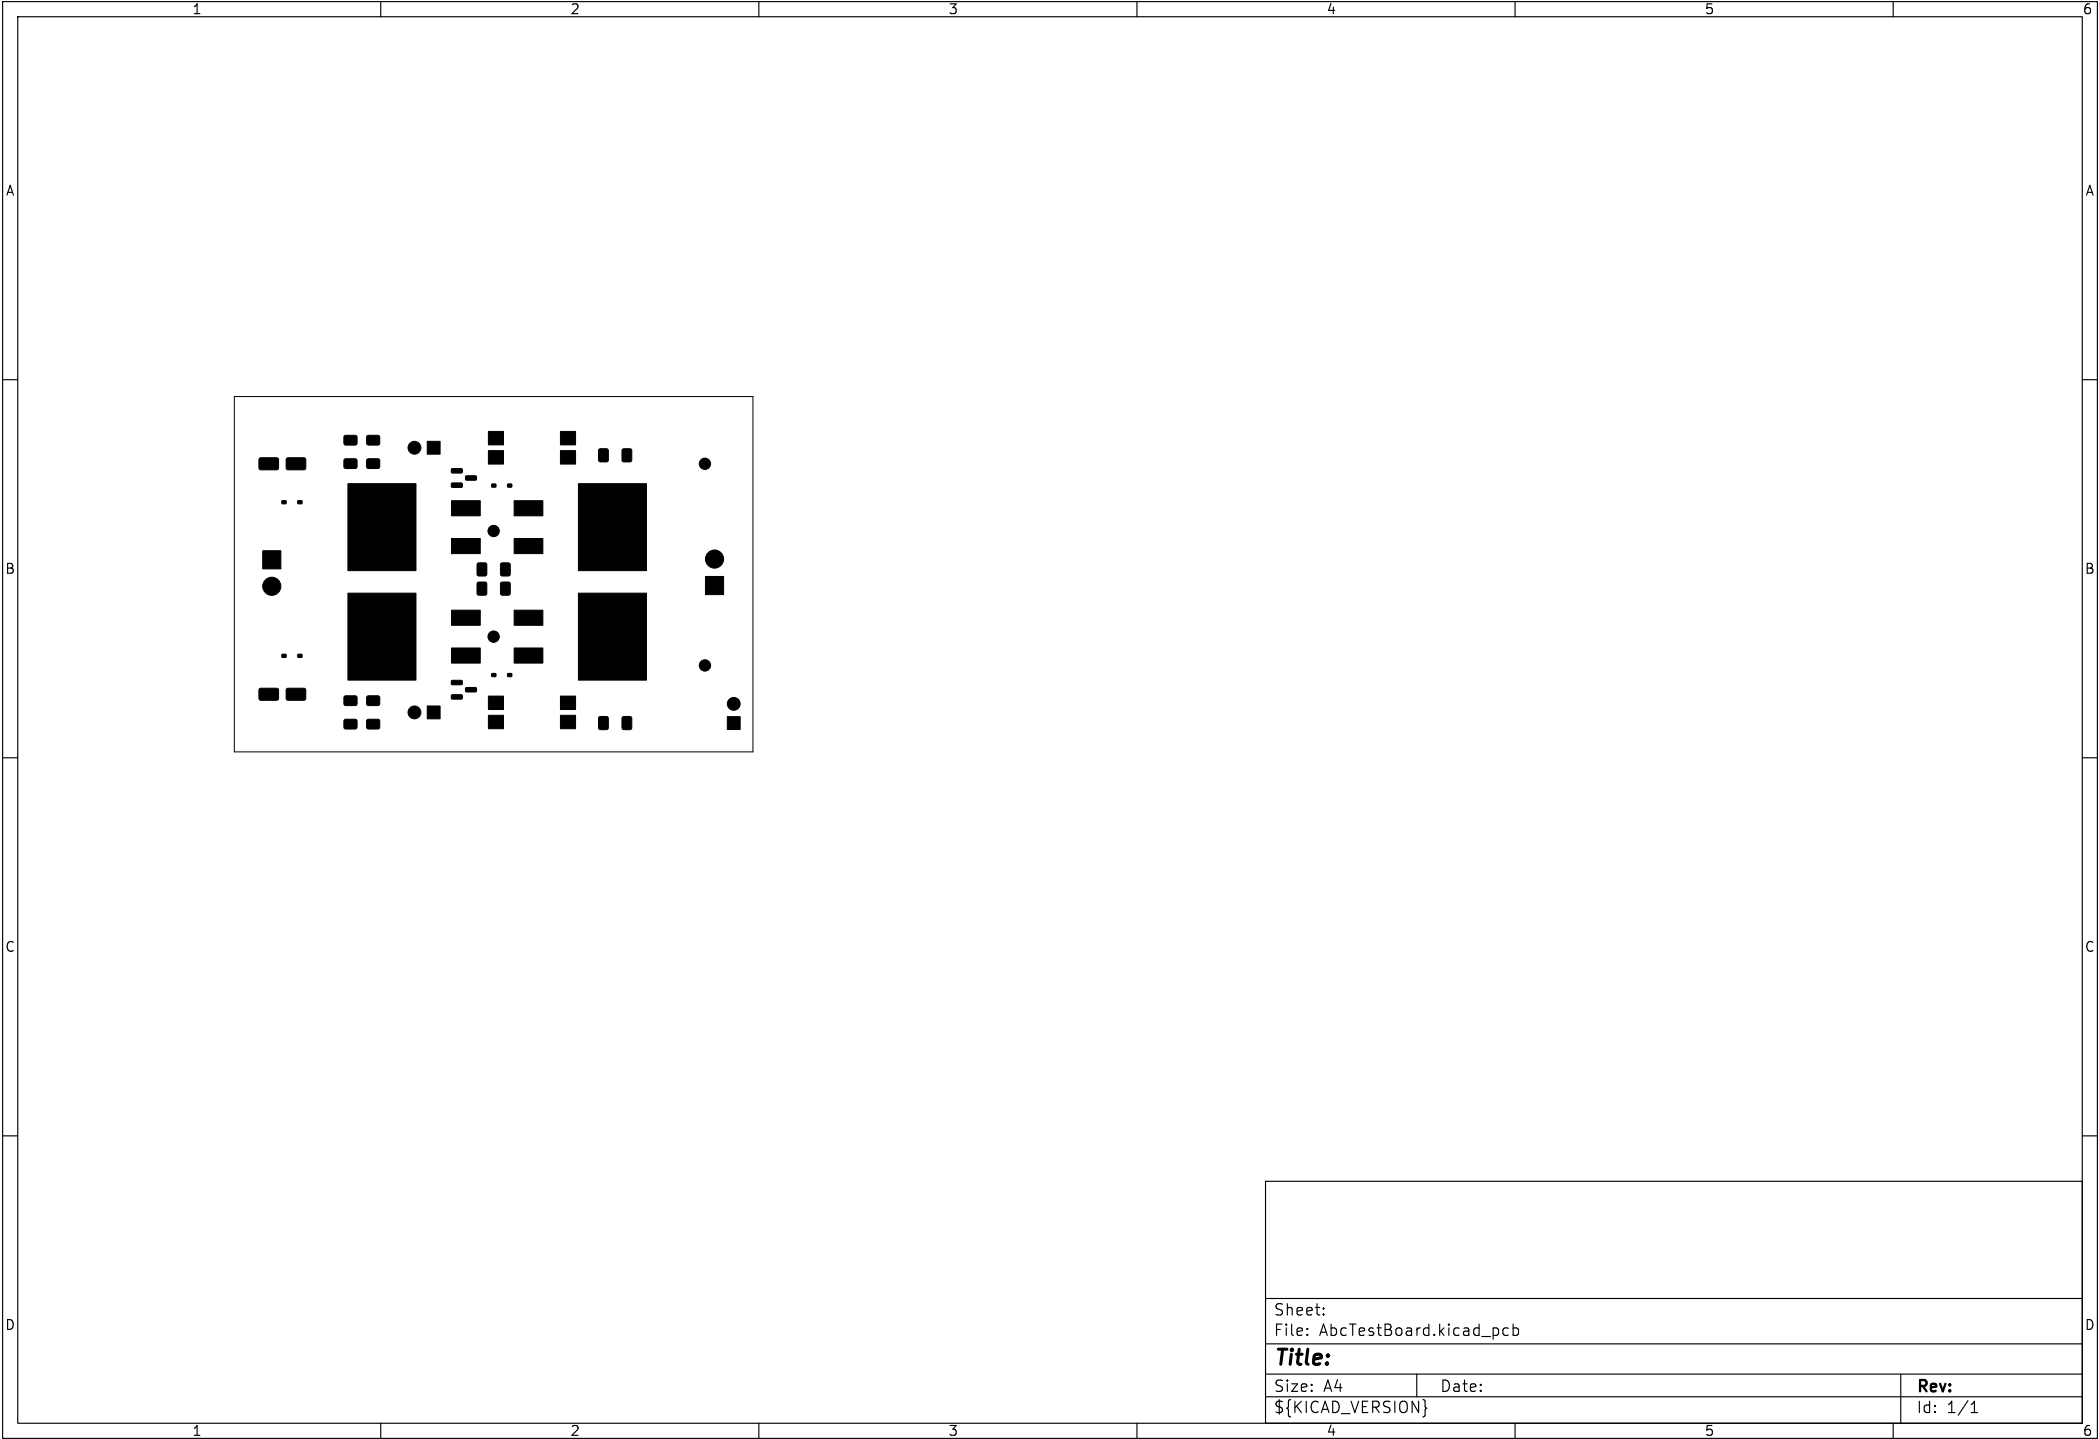 1 2 3 4 5 6
A A
B B
C C
D D
Sheet:
File: AbcTestBoard.kicad_pcb
Title:
Size: A4 Date: Rev:
${KICAD_VERSION} Id: 1/1
1 2 3 4 5 6